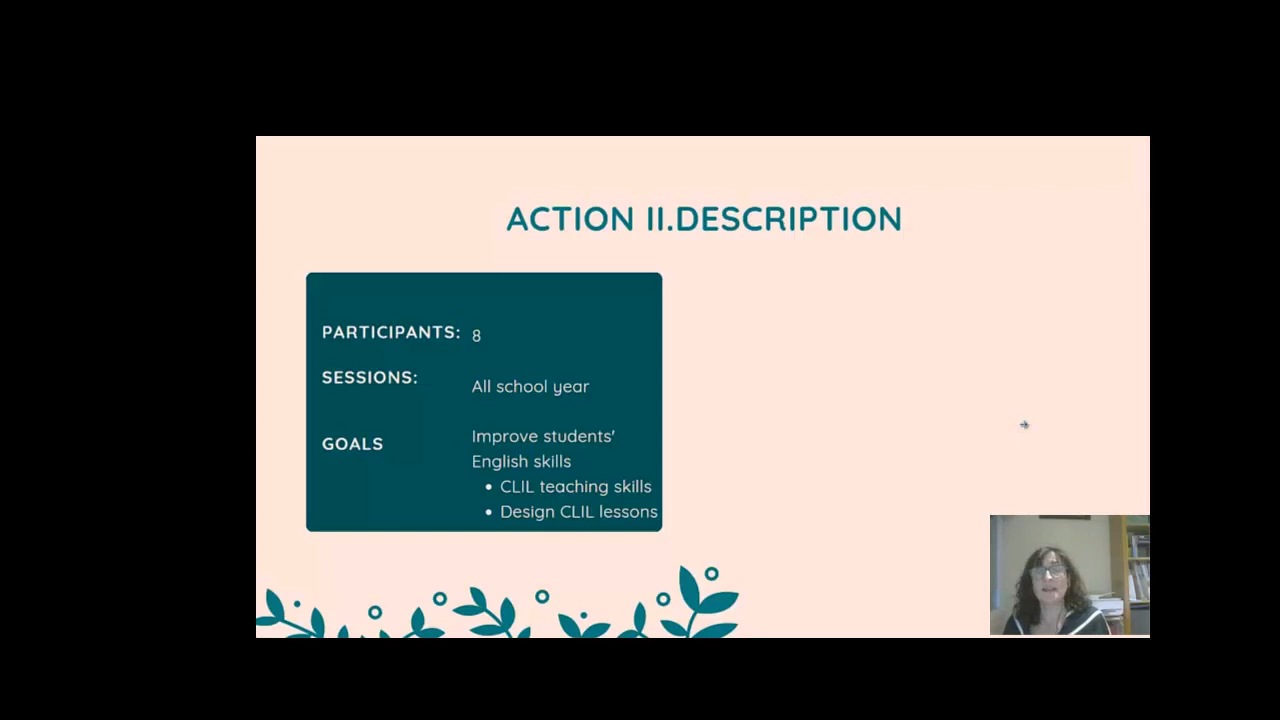 ACTION II.DESCRIPTION
PARTICIPANTS: 8
SESSIONS: All school year
GOALS Improve students'
English skills
• CLIL teaching skills
• Design CLIL lessons